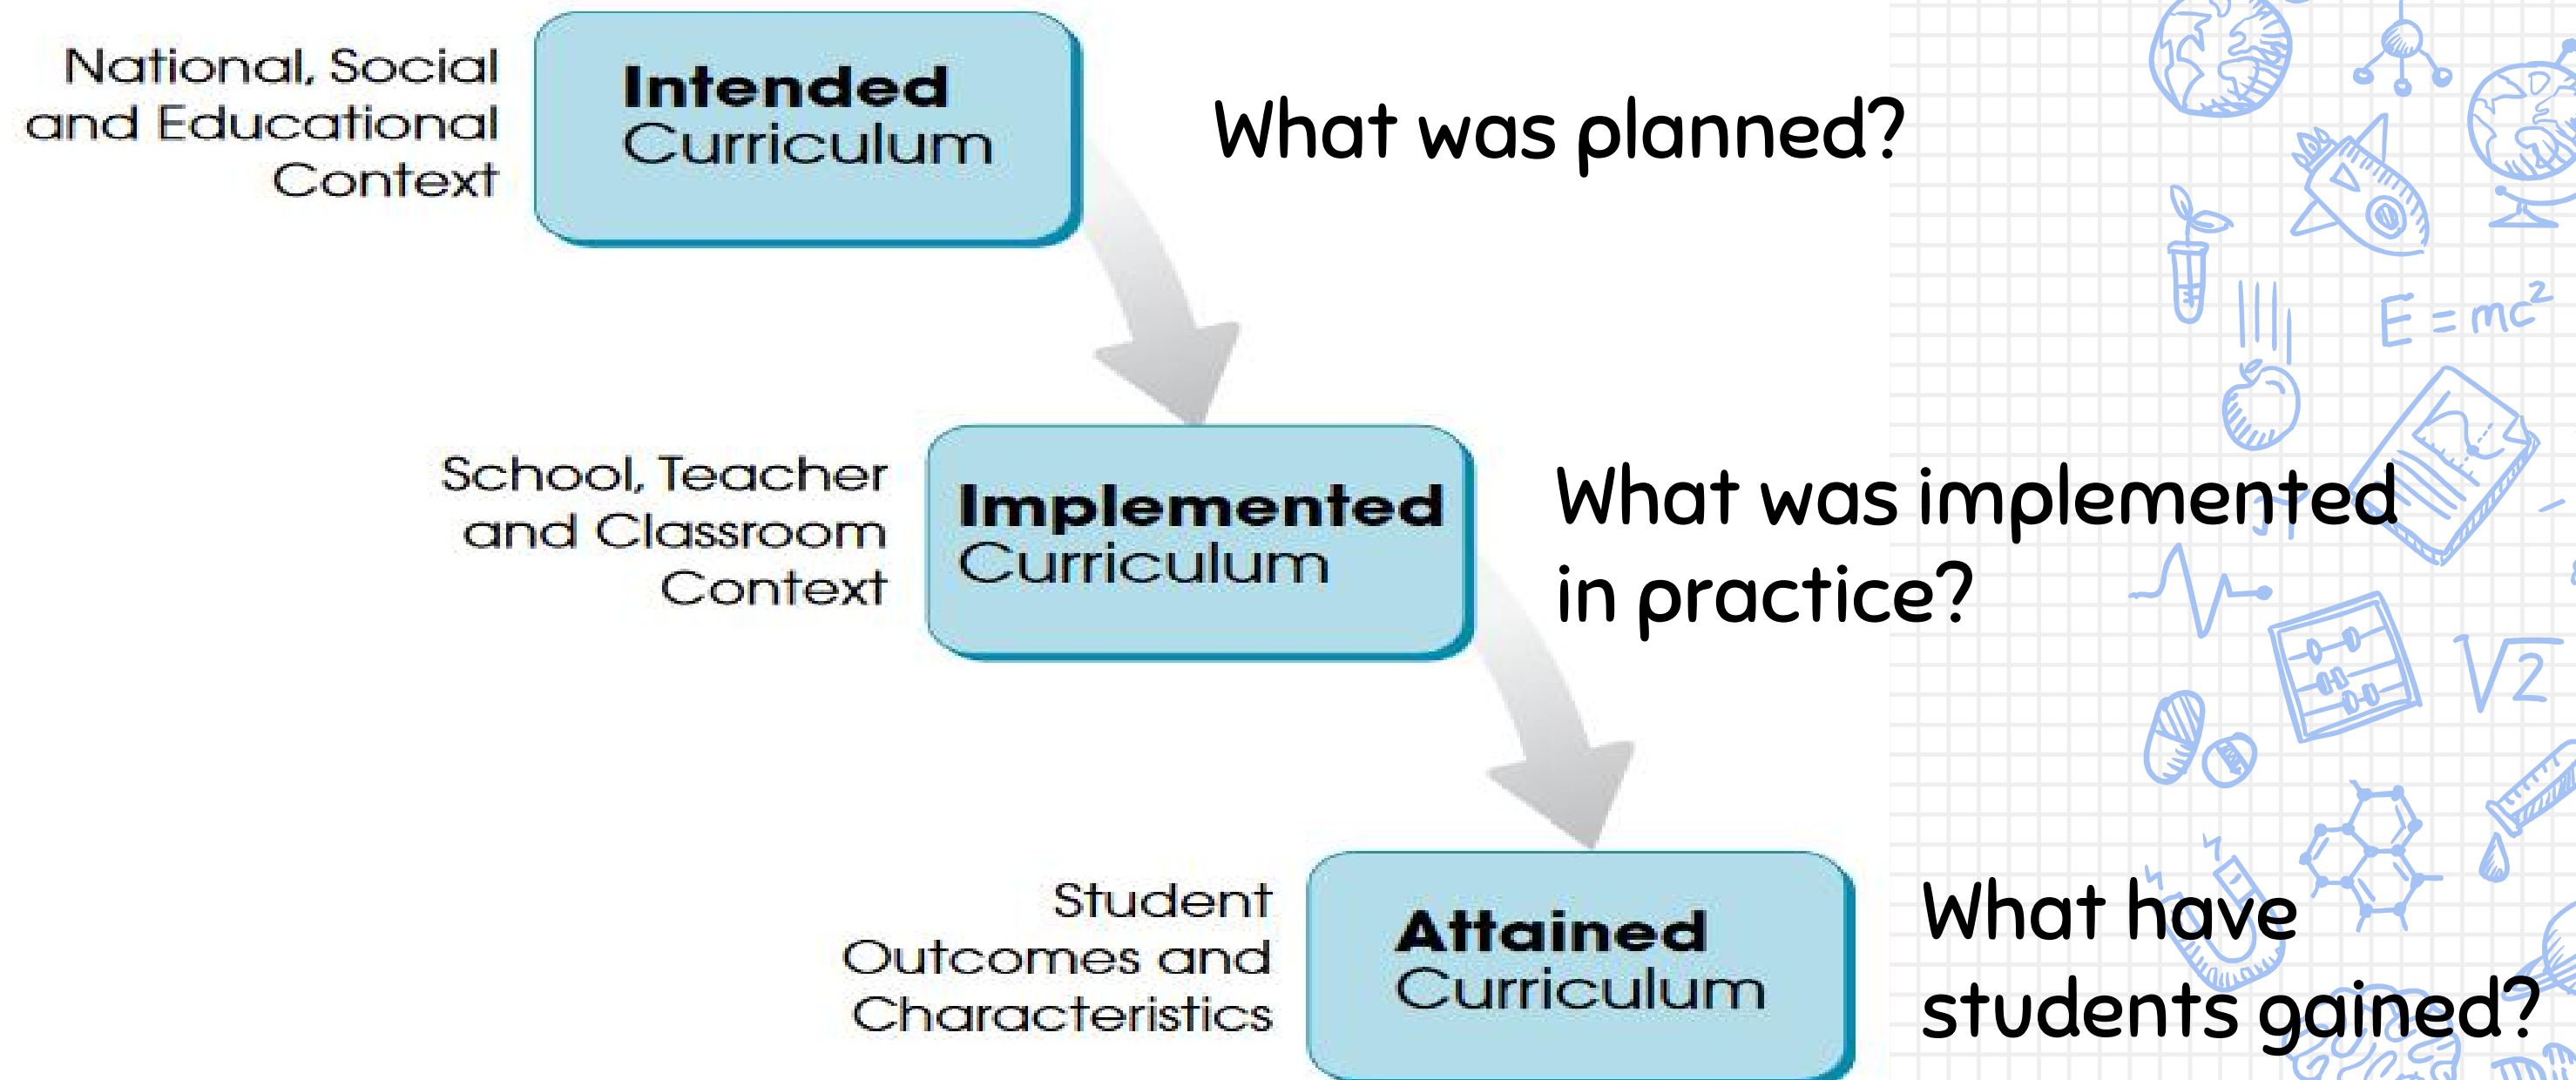 National, Social
and Educational
Context
Intended
Curriculum
What was planned?
E = mc²
School, Teacher
and Classroom
Context
Implemented
Curriculum
What was implemented
in practice?
√2
Student
Outcomes and
Characteristics
Attained
Curriculum
What have
students gained?